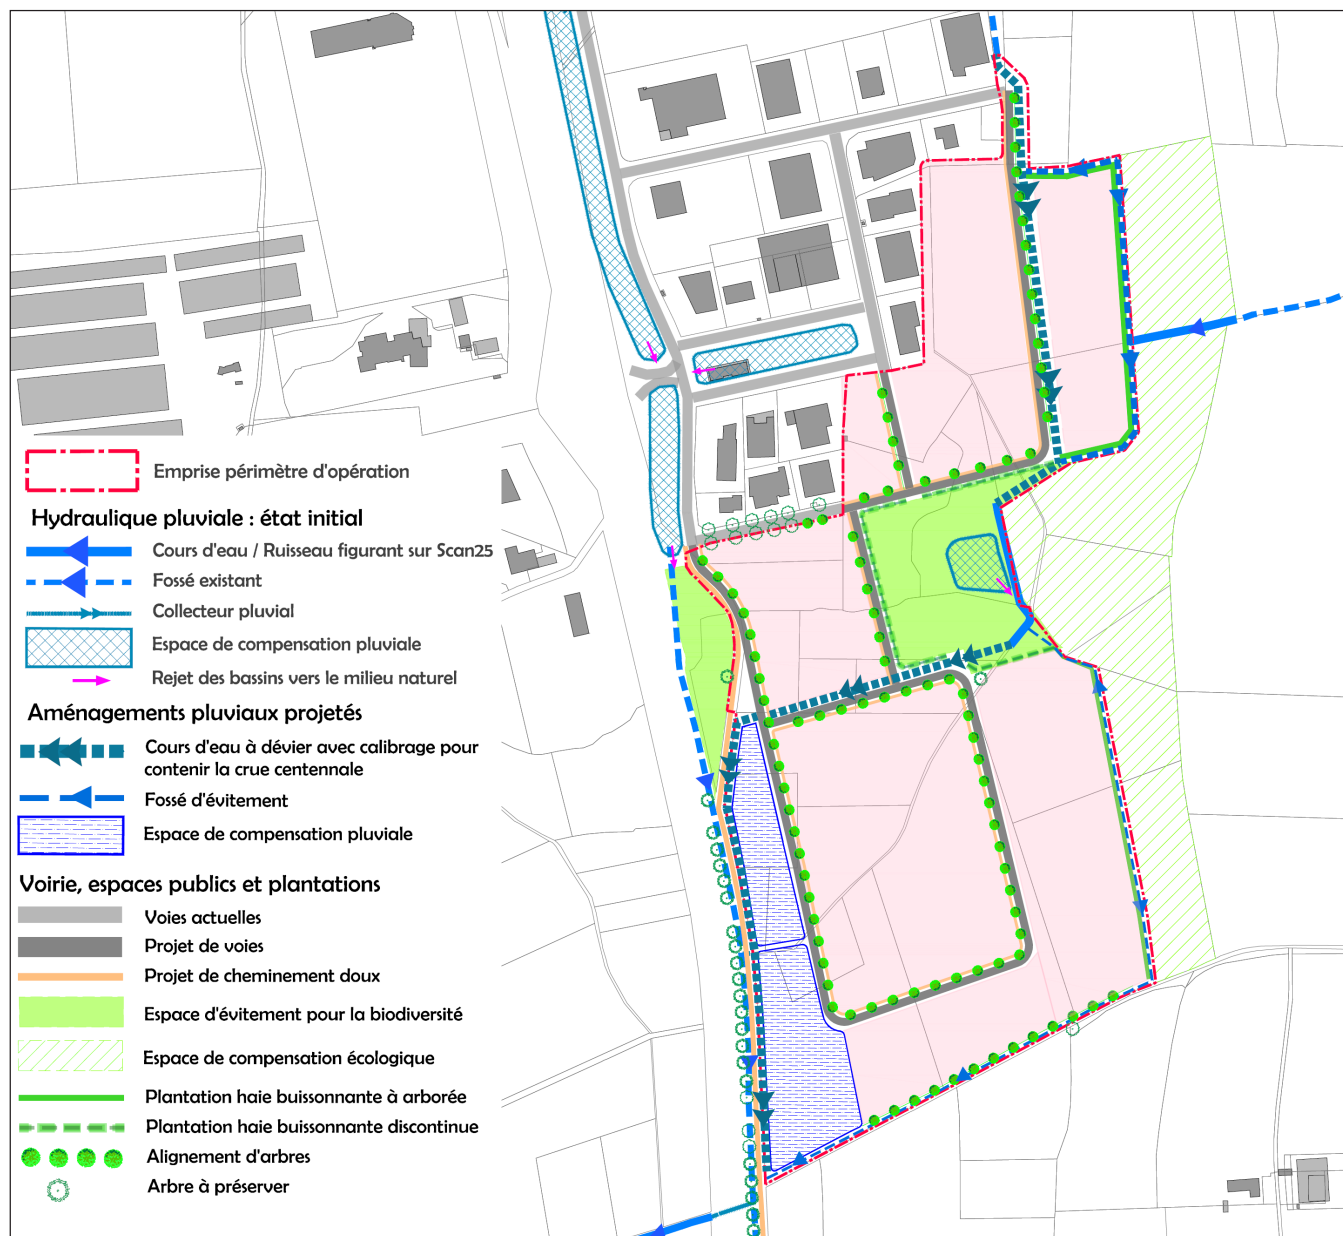 Emprise périmètre d'opération
Hydraulique pluviale : état initial
Cours d'eau / Ruisseau figurant sur Scan25
Fossé existant
Collecteur pluvial
Espace de compensation pluviale
Rejet des bassins vers le milieu naturel
Aménagements pluviaux projetés
Cours d'eau à dévier avec calibrage pour
contenir la crue centennale
Fossé d'évitement
Espace de compensation pluviale
Voirie, espaces publics et plantations
Voies actuelles
Projet de voies
Projet de cheminement doux
Espace d'évitement pour la biodiversité
Espace de compensation écologique
Plantation haie buissonnante à arborée
Plantation haie buissonnante discontinue
Alignement d'arbres
Arbre à préserver